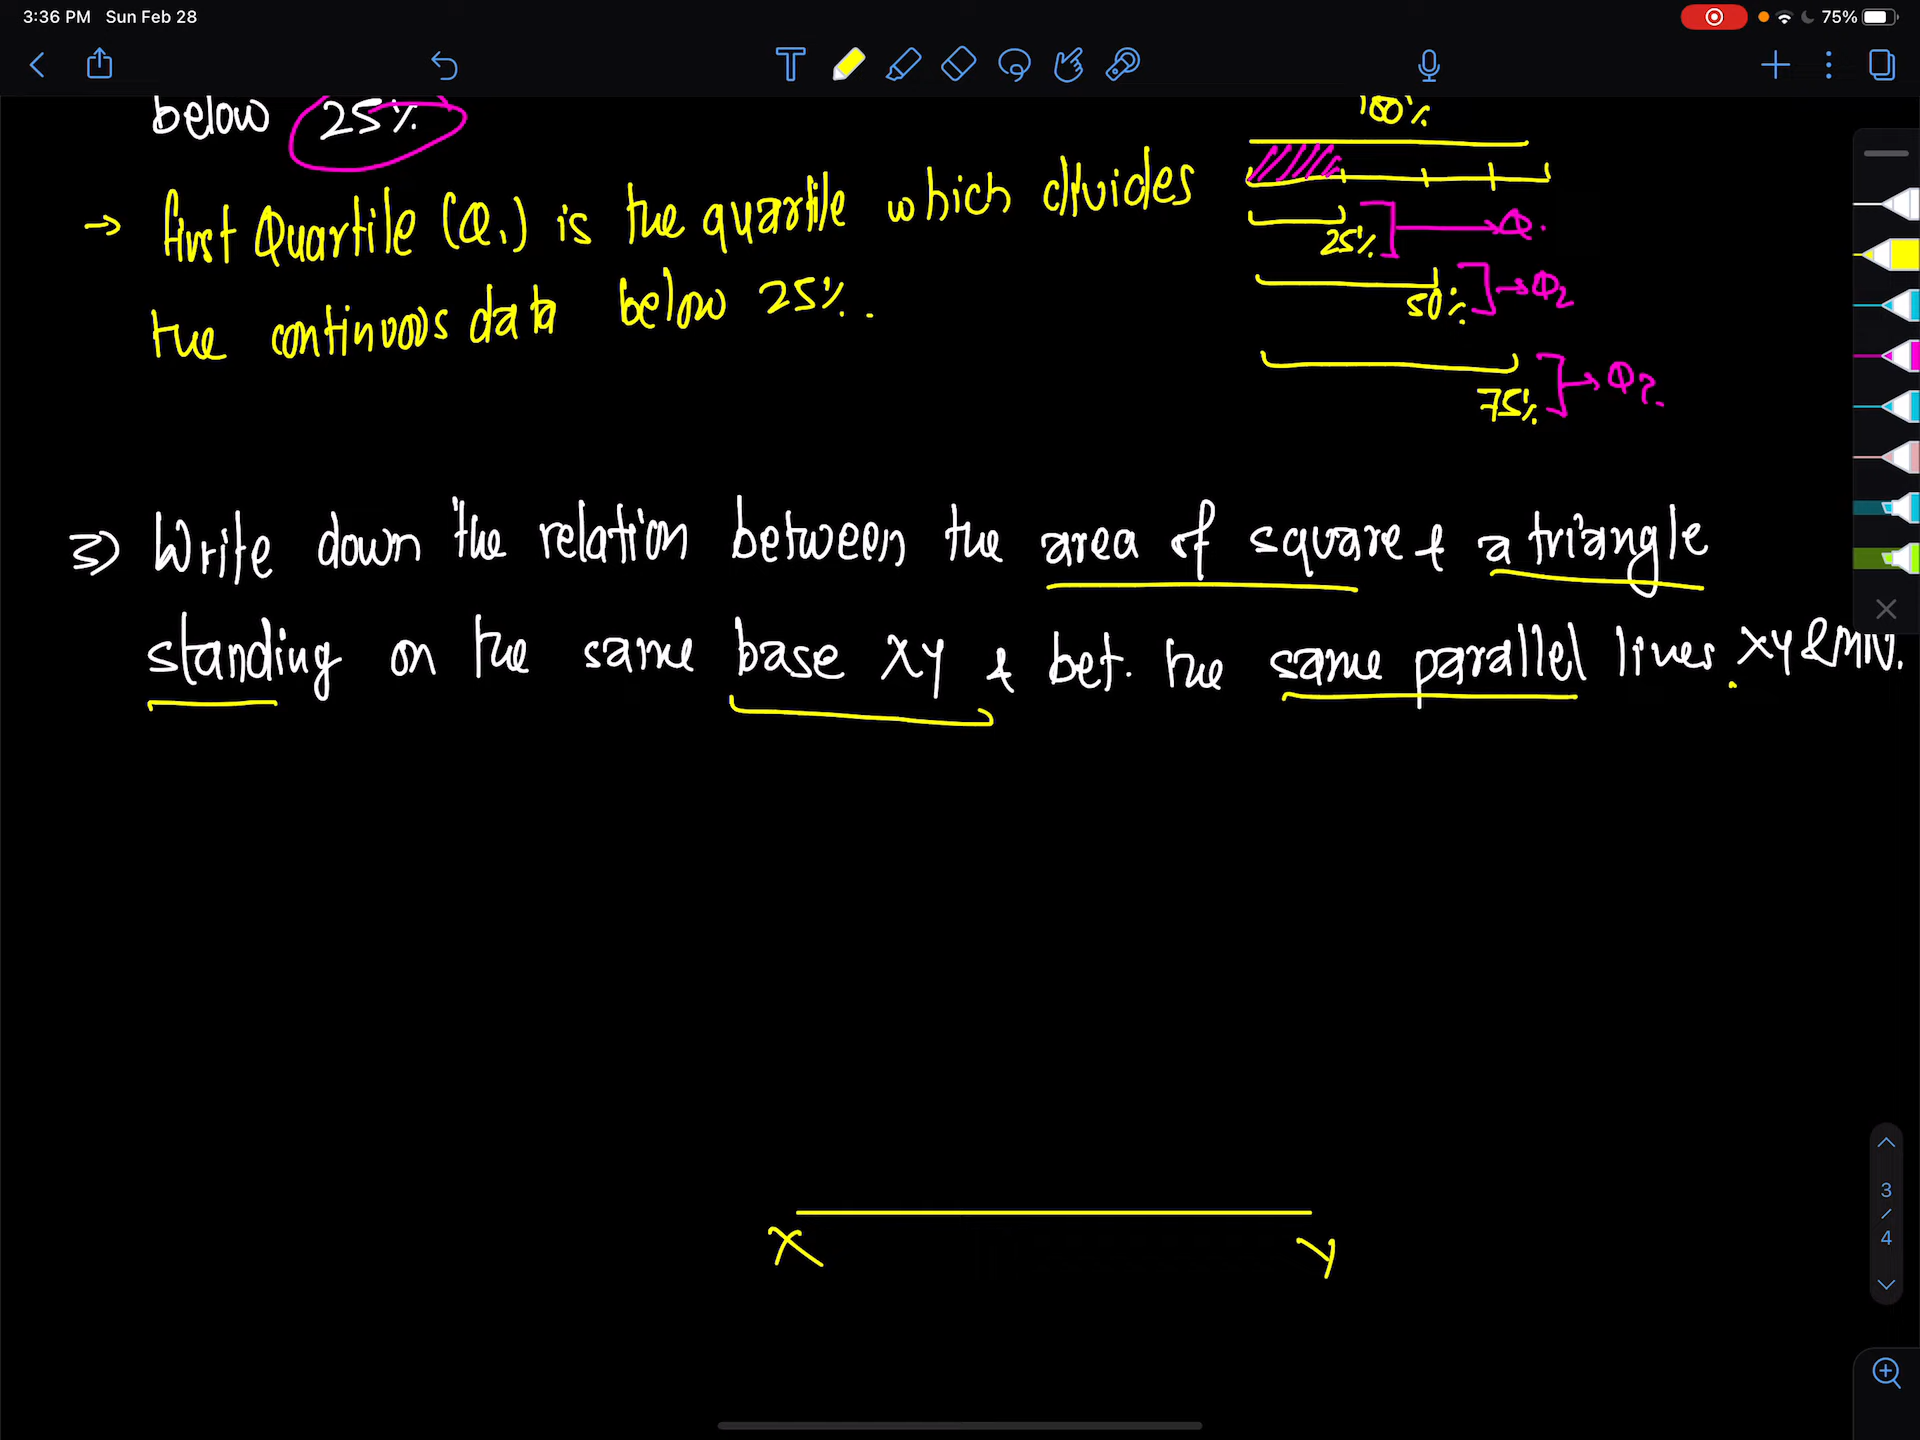 3:36 PM Sun Feb 28
75%
below 25%
100%
→ first Quartile (Q₁) is the quartile which divides
the continuous data below 25%.
25% → Q.
50% → Q₂
75% → Q₃.
3) Write down the relation between the area of square & a triangle
standing on the same base XY & bet. the same parallel lines. XY & MN.
X Y
3
/
4